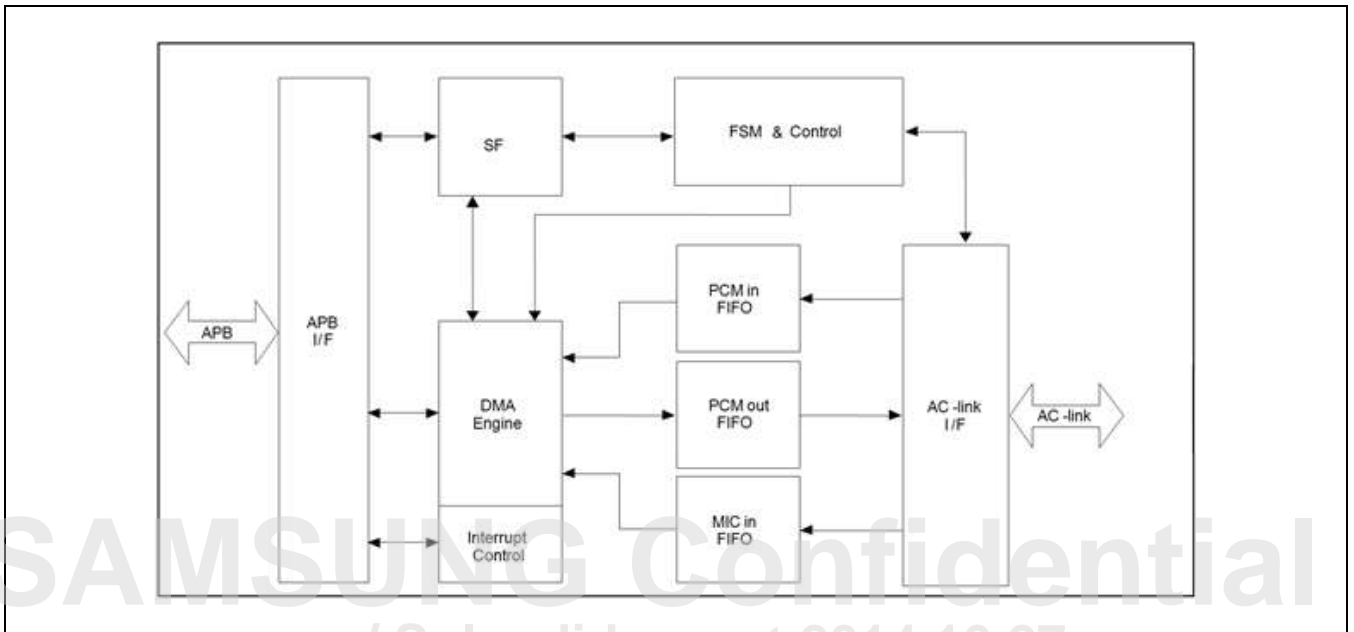 SF
FSM & Control
PCM in
FIFO
APB
APB
I/F
DMA
Engine
PCM out
FIFO
AC -link
I/F
AC -link
Interrupt
Control
MIC in
FIFO
SAMSUNG Confidential